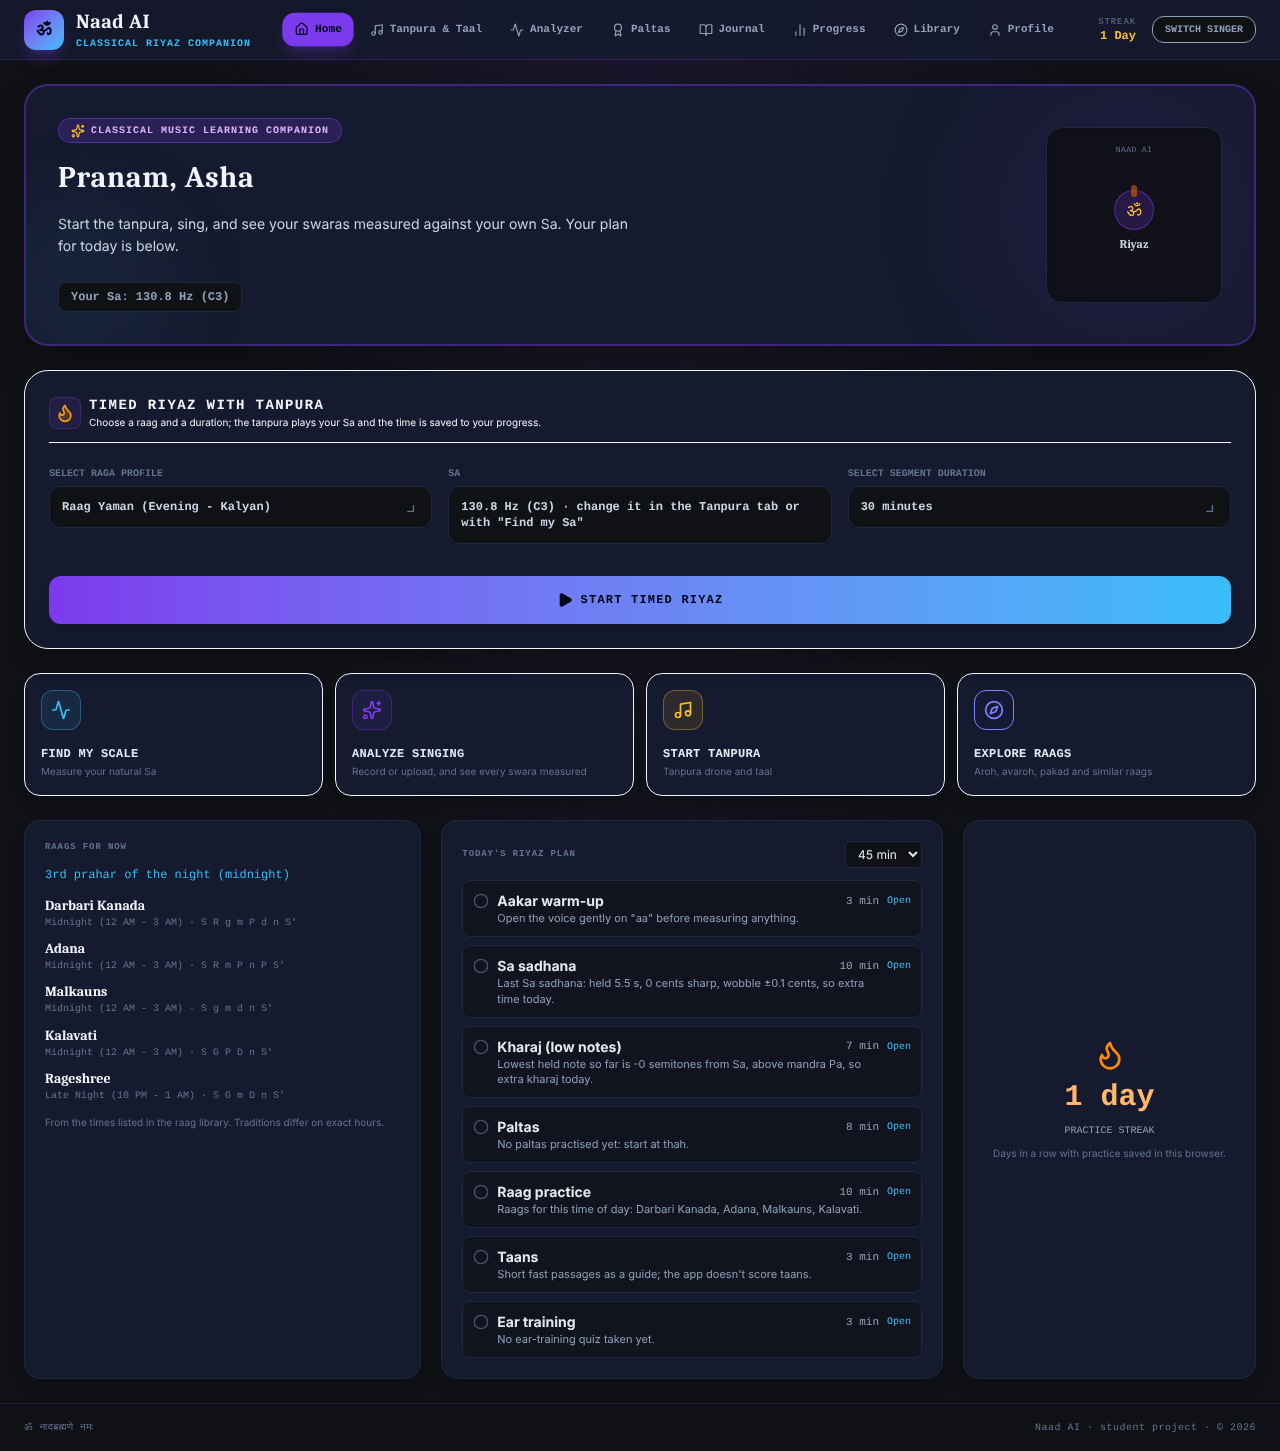 ॐ
Naad AI
CLASSICAL RIYAZ COMPANION
Home
Tanpura & Taal
Analyzer
Paltas
Journal
Progress
Library
Profile
STREAK
1 Day
SWITCH SINGER
CLASSICAL MUSIC LEARNING COMPANION
Pranam, Asha
Start the tanpura, sing, and see your swaras measured against your own Sa. Your plan
for today is below.
Your Sa: 130.8 Hz (C3)
NAAD AI
ॐ
Riyaz
TIMED RIYAZ WITH TANPURA
Choose a raag and a duration; the tanpura plays your Sa and the time is saved to your progress.
SELECT RAGA PROFILE
Raag Yaman (Evening - Kalyan)
SA
130.8 Hz (C3) · change it in the Tanpura tab or
with "Find my Sa"
SELECT SEGMENT DURATION
30 minutes
START TIMED RIYAZ
FIND MY SCALE
Measure your natural Sa
ANALYZE SINGING
Record or upload, and see every swara measured
START TANPURA
Tanpura drone and taal
EXPLORE RAAGS
Aroh, avaroh, pakad and similar raags
RAAGS FOR NOW
3rd prahar of the night (midnight)
Darbari Kanada
Midnight (12 AM - 3 AM) · S R g m P d n S'
Adana
Midnight (12 AM - 3 AM) · S R m P n P S'
Malkauns
Midnight (12 AM - 3 AM) · S g m d n S'
Kalavati
Midnight (12 AM - 3 AM) · S G P D n S'
Rageshree
Late Night (10 PM - 1 AM) · S G m D n S'
From the times listed in the raag library. Traditions differ on exact hours.
TODAY'S RIYAZ PLAN
45 min
Aakar warm-up
3 min Open
Open the voice gently on "aa" before measuring anything.
Sa sadhana
10 min Open
Last Sa sadhana: held 5.5 s, 0 cents sharp, wobble ±0.1 cents, so extra
time today.
Kharaj (low notes)
7 min Open
Lowest held note so far is -0 semitones from Sa, above mandra Pa, so
extra kharaj today.
Paltas
8 min Open
No paltas practised yet: start at thah.
Raag practice
10 min Open
Raags for this time of day: Darbari Kanada, Adana, Malkauns, Kalavati.
Taans
3 min Open
Short fast passages as a guide; the app doesn't score taans.
Ear training
3 min Open
No ear-training quiz taken yet.
1 day
PRACTICE STREAK
Days in a row with practice saved in this browser.
ॐ नादब्रह्मणे नमः
Naad AI · student project · © 2026